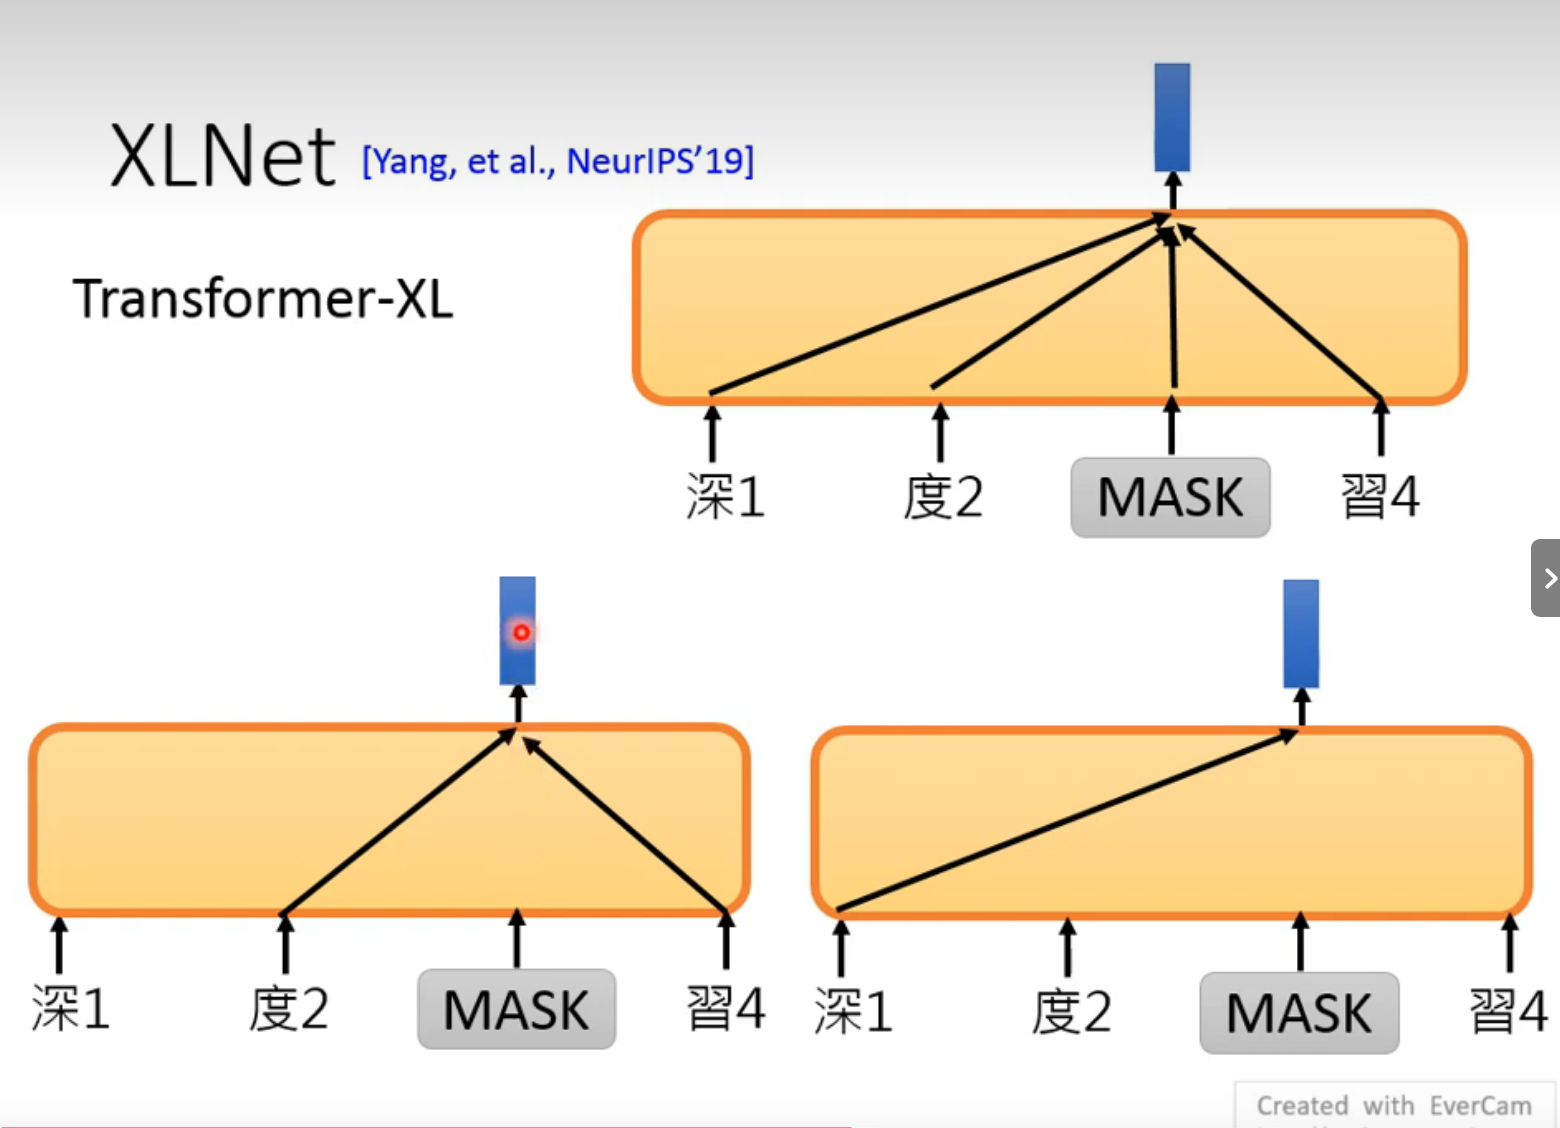 XLNet [Yang, et al., NeurIPS’19]
Transformer-XL
深1 度2 MASK 習4
深1 度2 MASK 習4
深1 度2 MASK 習4
Created with EverCam